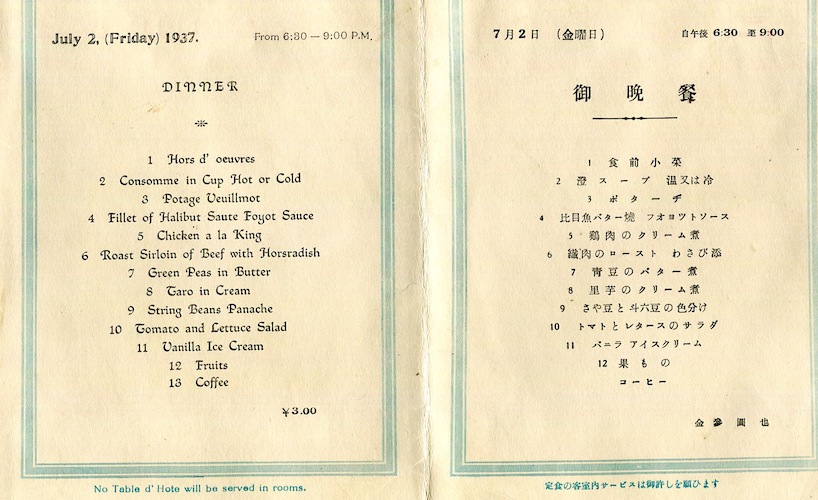 July 2, (Friday) 1937.
From 6:30 — 9:00 P.M.
DINNER
1 Hors d' oeuvres
2 Consomme in Cup Hot or Cold
3 Potage Veuillmot
4 Fillet of Halibut Saute Foyot Sauce
5 Chicken a la King
6 Roast Sirloin of Beef with Horsradish
7 Green Peas in Butter
8 Taro in Cream
9 String Beans Panache
10 Tomato and Lettuce Salad
11 Vanilla Ice Cream
12 Fruits
13 Coffee
¥3.00
No Table d' Hote will be served in rooms.
7月2日 (金曜日)
自午後 6:30 至 9:00
御晩餐
1 食前小菜
2 澄スープ 温又は冷
3 ポターヂ
4 比目魚バター燒 フオヨツトソース
5 鷄肉のクリーム煮
6 纎肉のロースト わさび添
7 青豆のバター煮
8 里芋のクリーム煮
9 さや豆と斗六豆の色分け
10 トマトとレタースのサラダ
11 バニラ アイスクリーム
12 果もの
コーヒー
金參圓也
定食の客室内サービスは御許しを願ひます